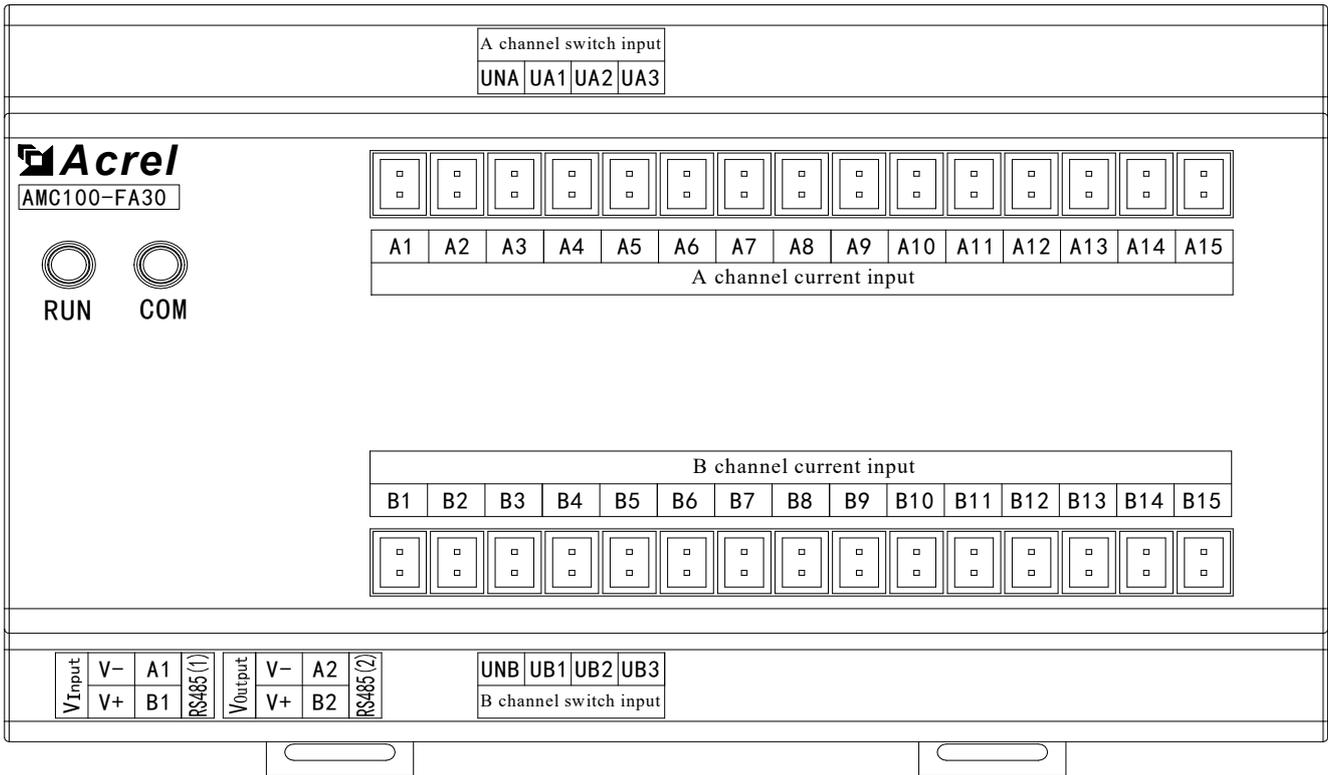 A channel switch input
UNA UA1 UA2 UA3
Acrel
AMC100-FA30
RUN COM
A1 A2 A3 A4 A5 A6 A7 A8 A9 A10 A11 A12 A13 A14 A15
A channel current input
B channel current input
B1 B2 B3 B4 B5 B6 B7 B8 B9 B10 B11 B12 B13 B14 B15
VInput
V- A1
V+ B1
RS485(1)
VOutput
V- A2
V+ B2
RS485(2)
UNB UB1 UB2 UB3
B channel switch input